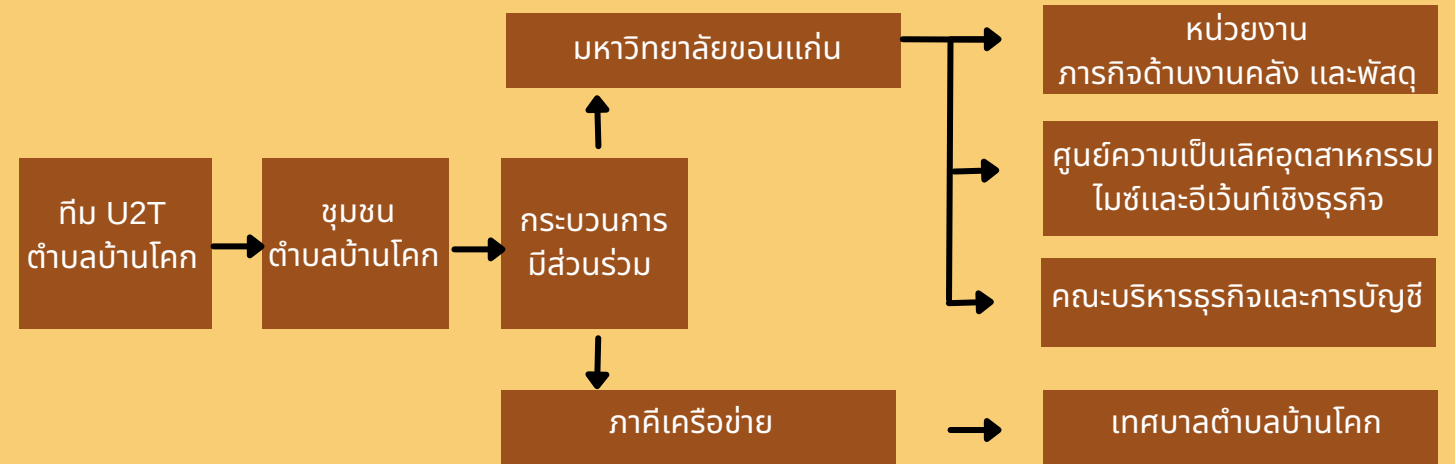 มหาวิทยาลัยขอนแก่น
หน่วยงาน
ภารกิจด้านงานคลัง และพัสดุ
ทีม U2T
ตำบลบ้านโคก
ชุมชน
ตำบลบ้านโคก
กระบวนการ
มีส่วนร่วม
ศูนย์ความเป็นเลิศอุตสาหกรรม
ไมซ์และอีเว้นท์เชิงธุรกิจ
คณะบริหารธุรกิจและการบัญชี
ภาคีเครือข่าย
เทศบาลตำบลบ้านโคก